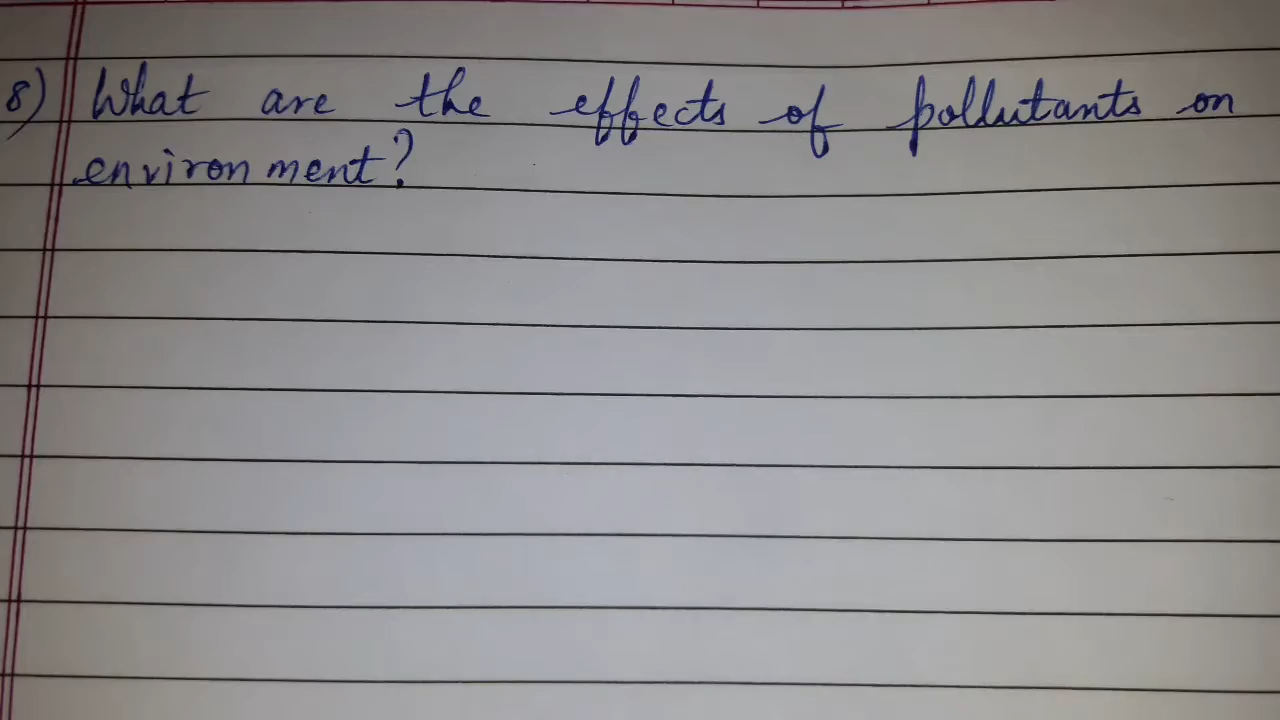 8) What are the effects of pollutants on
environment?